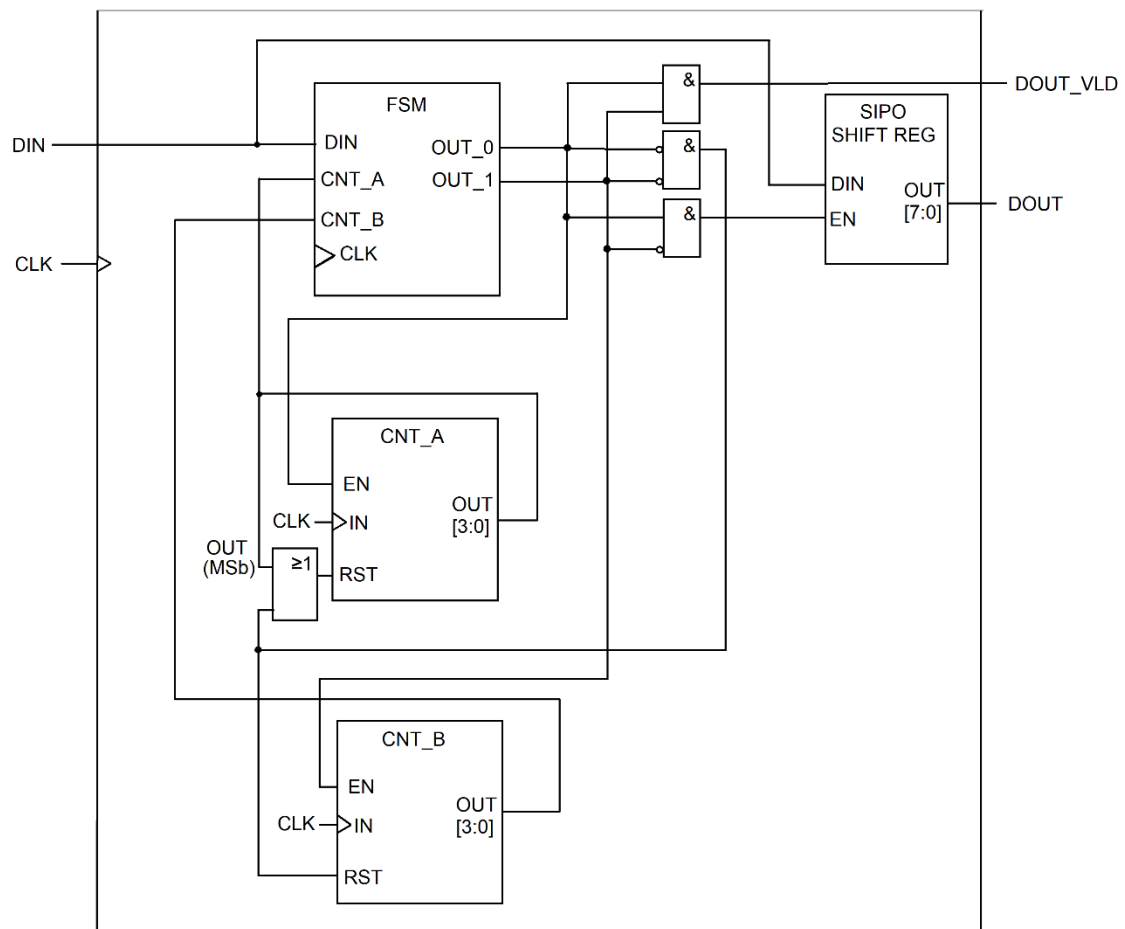 DIN
CLK
FSM
DIN
CNT_A
CNT_B
CLK
OUT_0
OUT_1
&
&
&
SIPO
SHIFT REG
DIN
EN
OUT
[7:0]
DOUT_VLD
DOUT
CNT_A
EN
CLK
IN
OUT
[3:0]
RST
OUT
(MSb)
≥1
CNT_B
EN
CLK
IN
OUT
[3:0]
RST